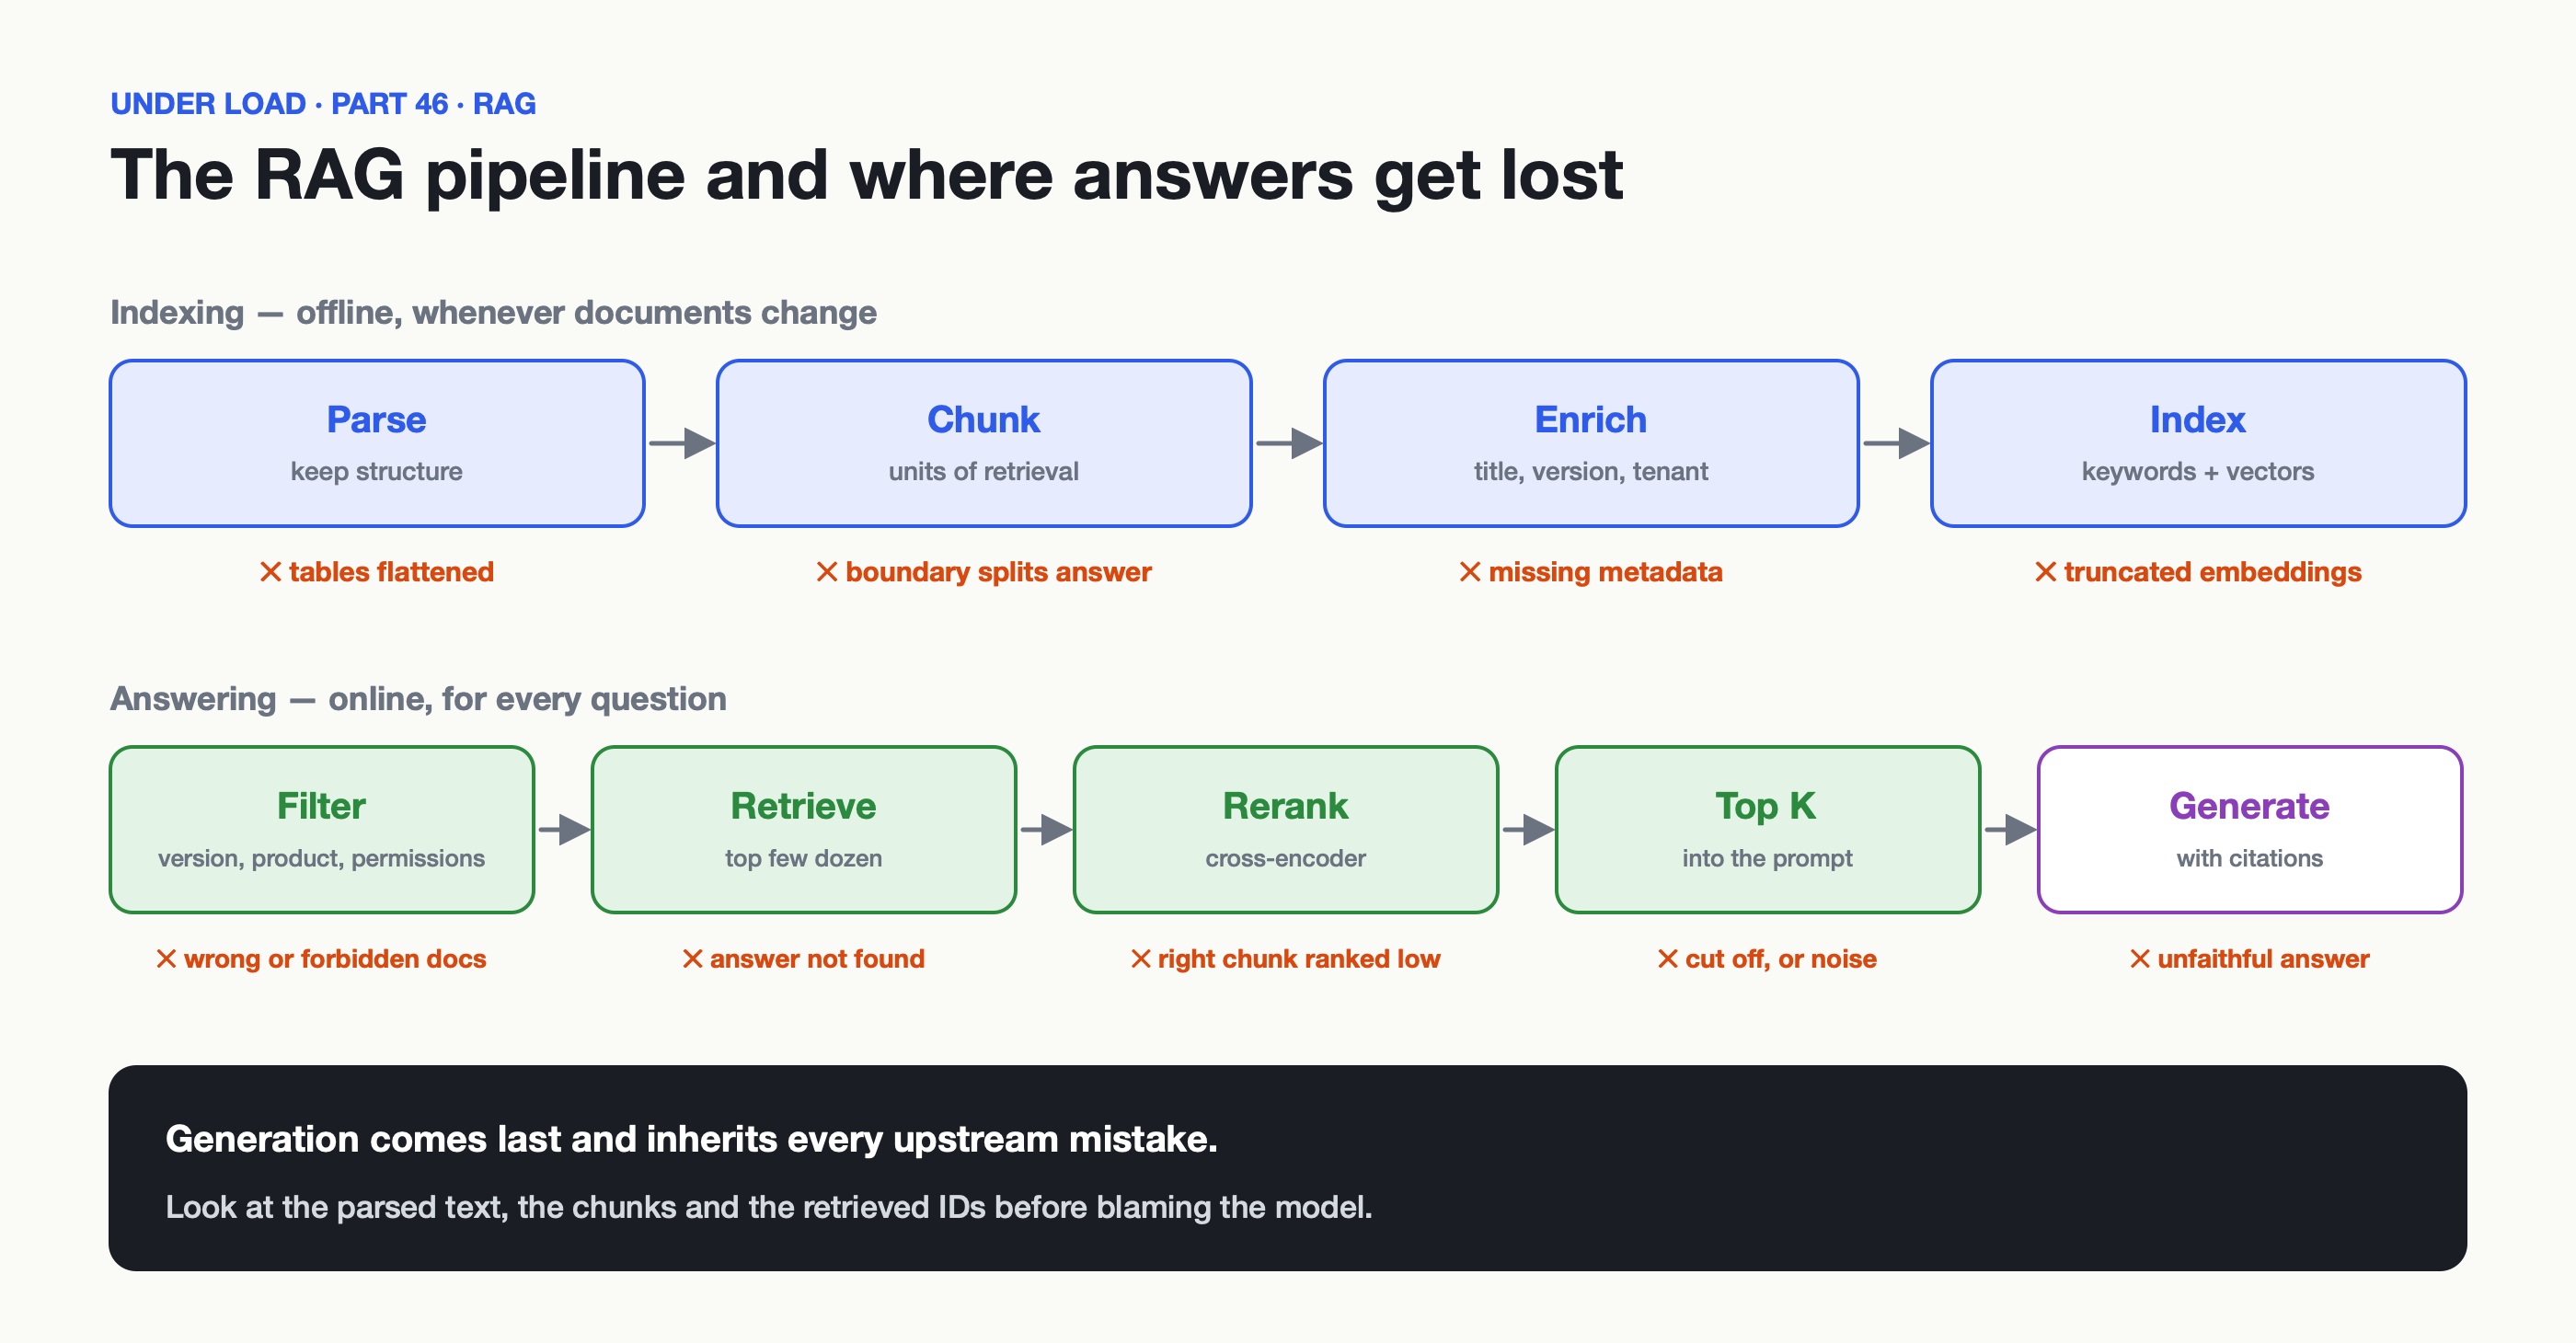 UNDER LOAD · PART 46 · RAG
The RAG pipeline and where answers get lost
Indexing — offline, whenever documents change
Parse
keep structure
✕ tables flattened
Chunk
units of retrieval
✕ boundary splits answer
Enrich
title, version, tenant
✕ missing metadata
Index
keywords + vectors
✕ truncated embeddings
Answering — online, for every question
Filter
version, product, permissions
✕ wrong or forbidden docs
Retrieve
top few dozen
✕ answer not found
Rerank
cross-encoder
✕ right chunk ranked low
Top K
into the prompt
✕ cut off, or noise
Generate
with citations
✕ unfaithful answer
Generation comes last and inherits every upstream mistake.
Look at the parsed text, the chunks and the retrieved IDs before blaming the model.